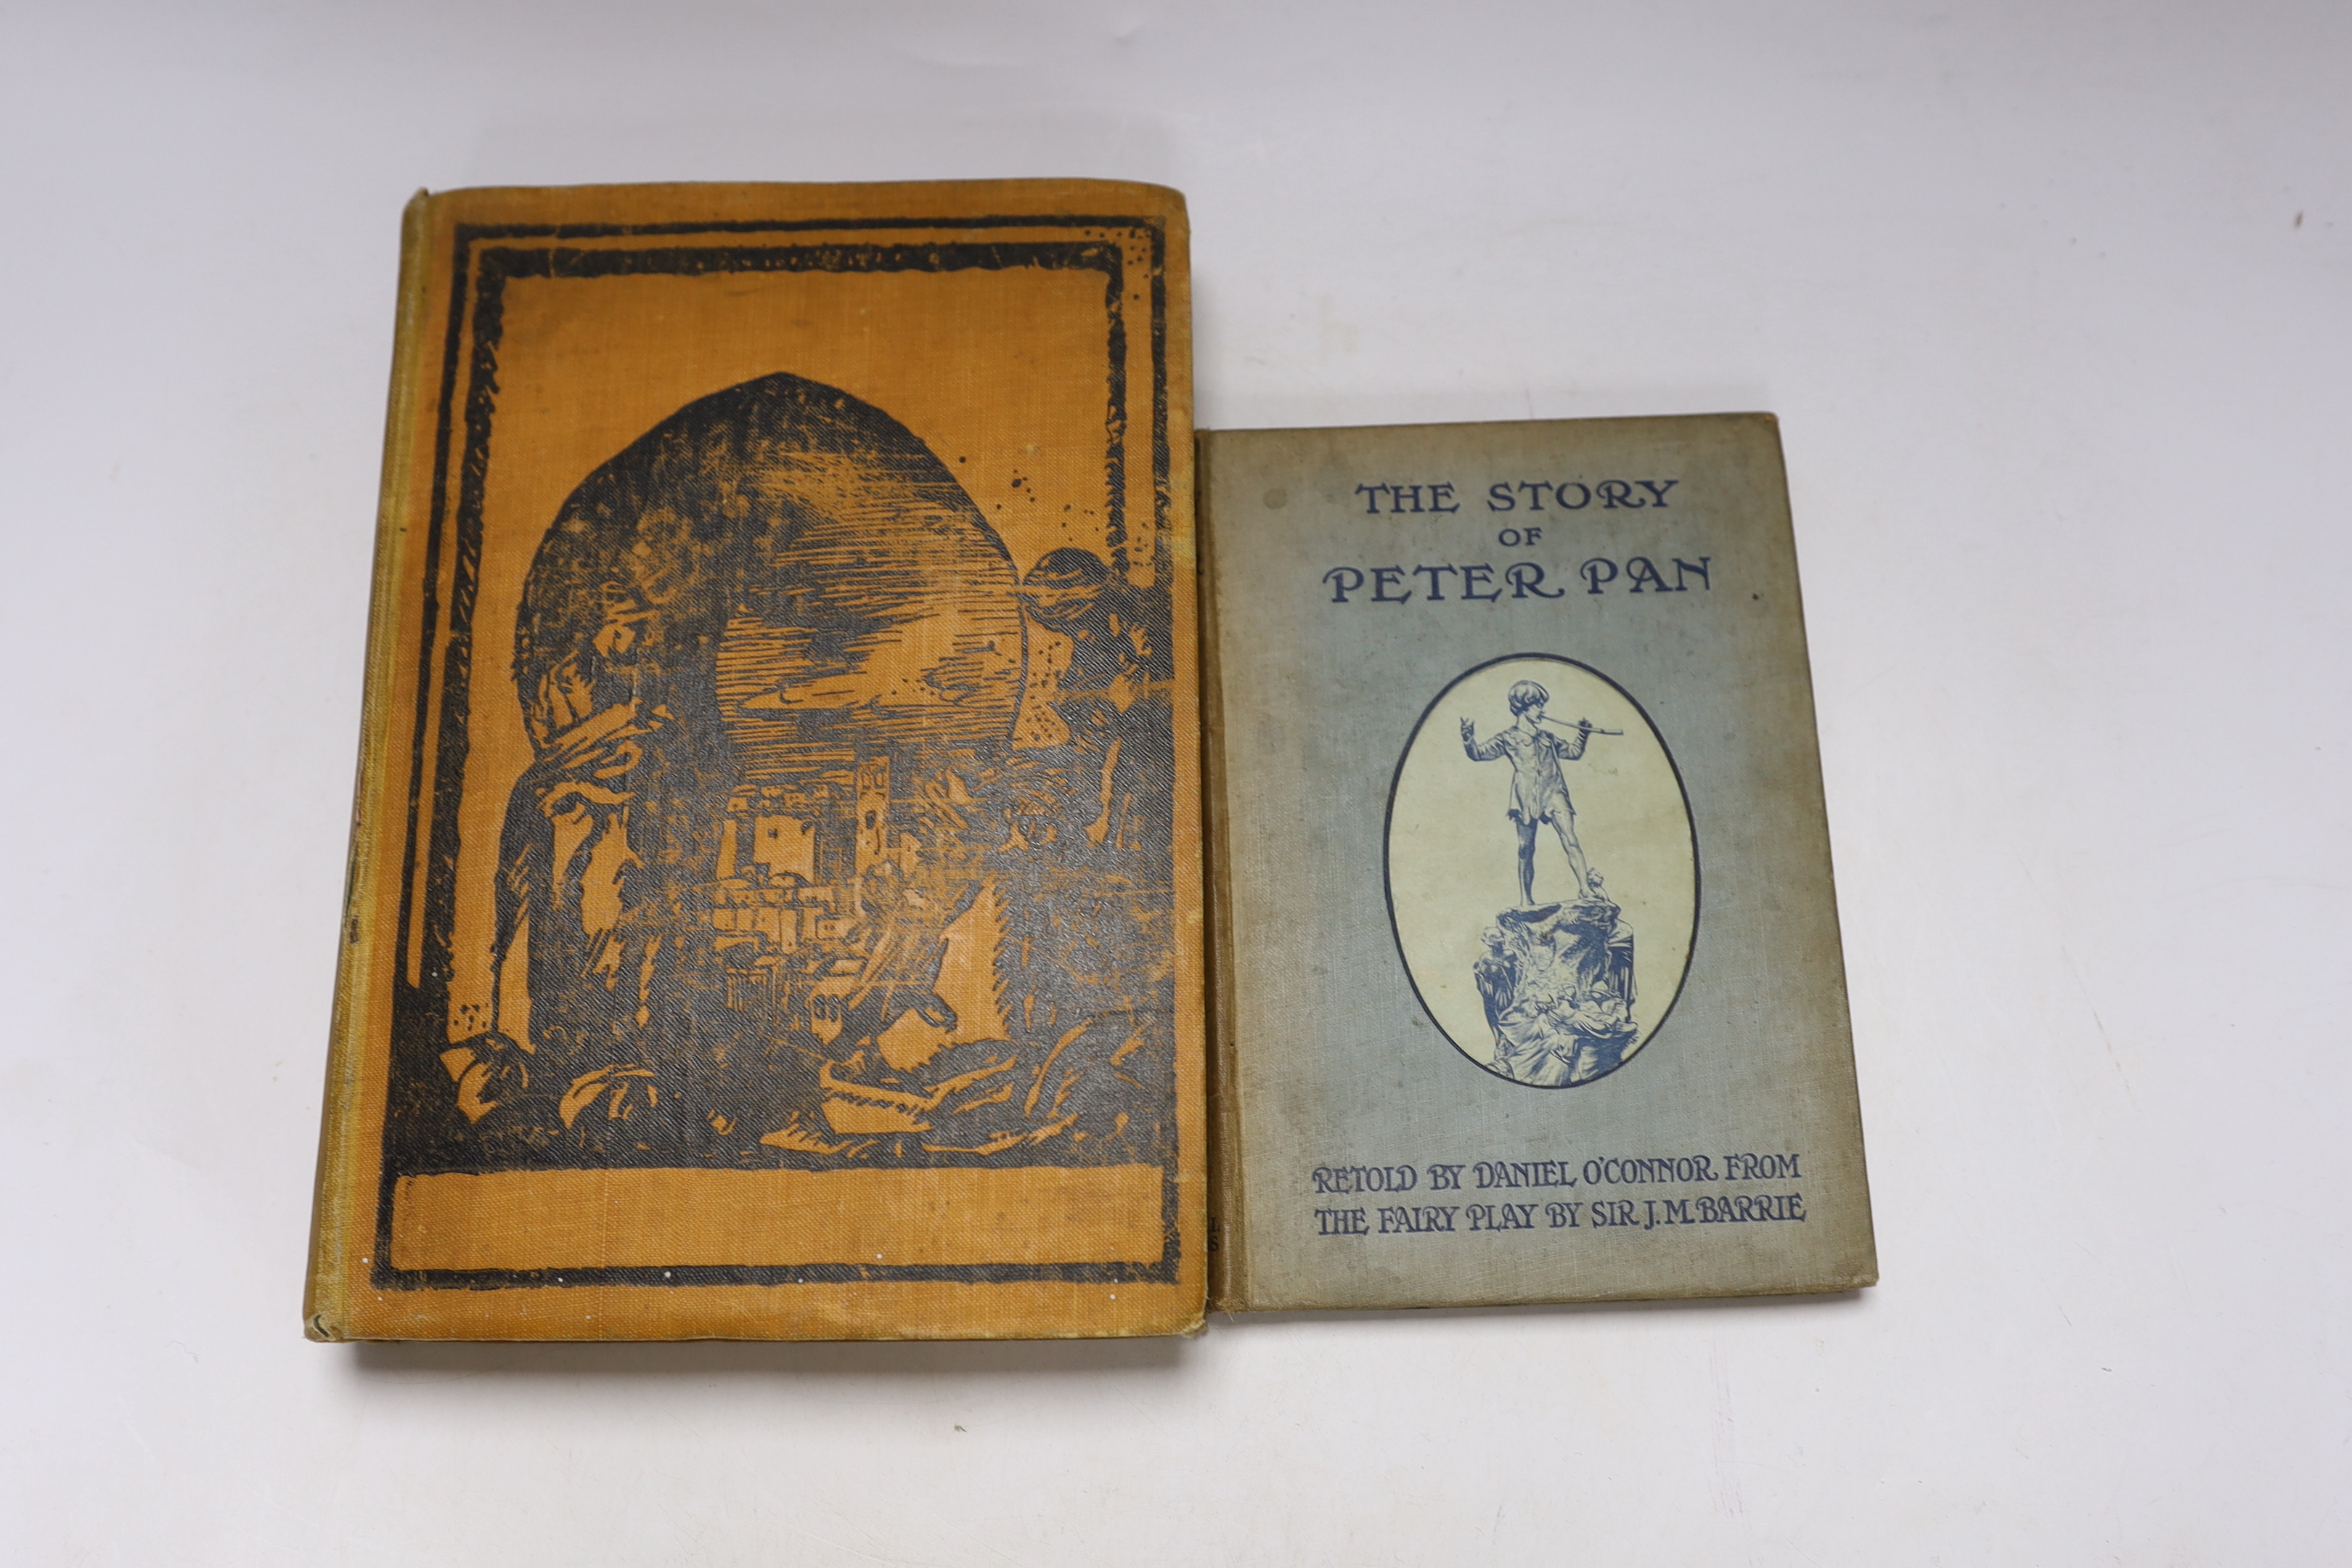 THE STORY
OF
PETER PAN
RETOLD BY DANIEL O'CONNOR FROM
THE FAIRY PLAY BY SIR J.M. BARRIE